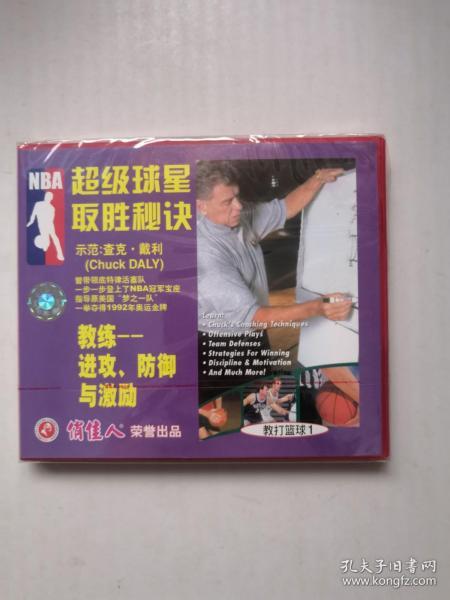 NBA
超级球星
取胜秘诀
示范:查克·戴利
(Chuck DALY)
曾带领底特律活塞队
一步一步登上了NBA冠军宝座
指导原美国“梦之一队”
一举夺得1992年奥运金牌
教练——
进攻、防御
与激励
Learn:
• Chuck's Coaching Techniques
• Offensive Plays
• Team Defenses
• Strategies For Winning
• Discipline & Motivation
• And Much More!
俏佳人 荣誉出品
教打篮球1
孔夫子旧书网
www.kongfz.com